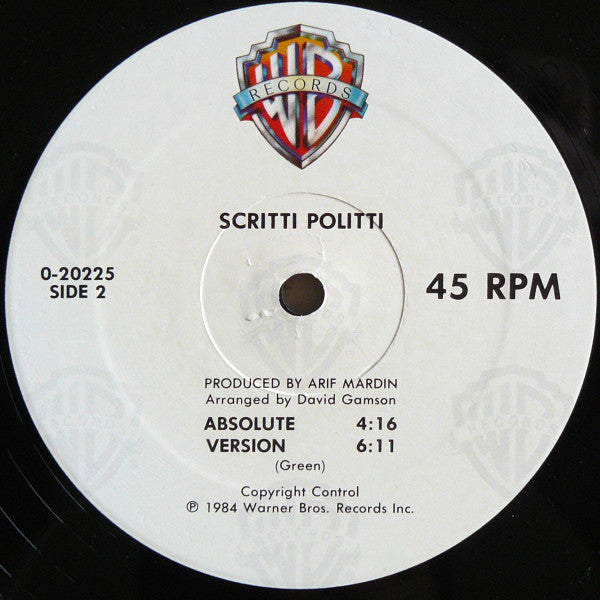 WB
RECORDS
SCRITTI POLITTI
0-20225
SIDE 2
45 RPM
PRODUCED BY ARIF MARDIN
Arranged by David Gamson
ABSOLUTE 4:16
VERSION 6:11
(Green)
Copyright Control
℗ 1984 Warner Bros. Records Inc.